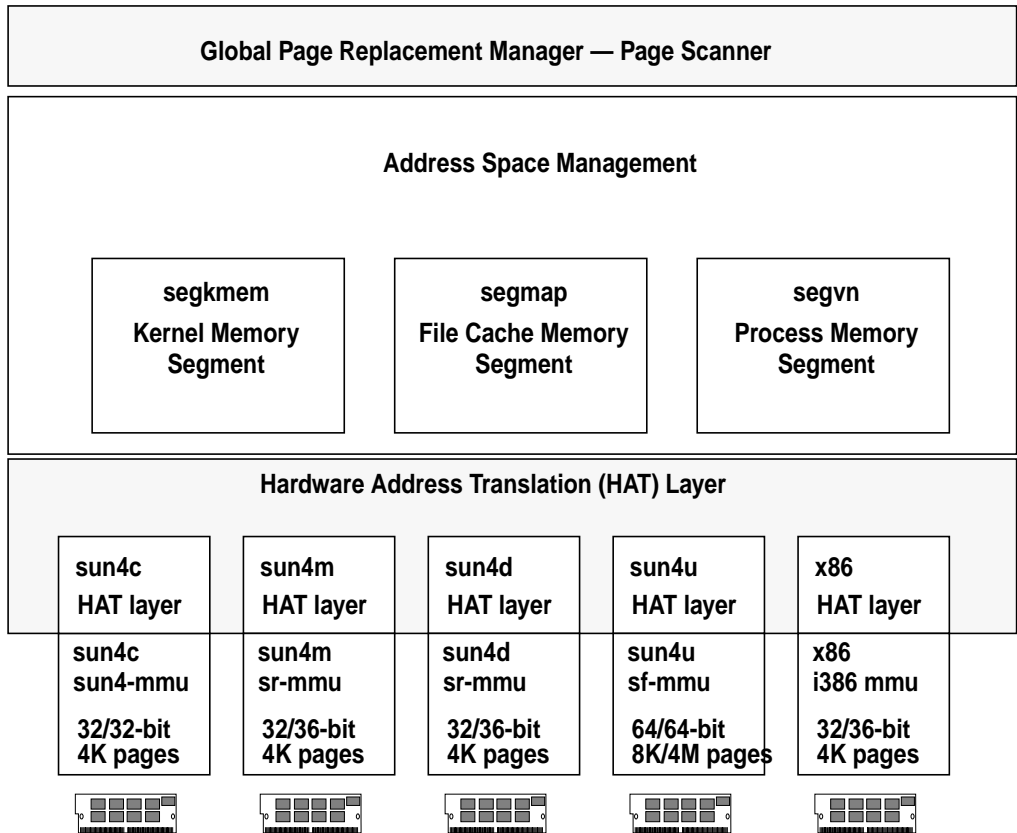 Global Page Replacement Manager — Page Scanner
Address Space Management
segkmem
Kernel Memory
Segment
segmap
File Cache Memory
Segment
segvn
Process Memory
Segment
Hardware Address Translation (HAT) Layer
sun4c
HAT layer
sun4m
HAT layer
sun4d
HAT layer
sun4u
HAT layer
x86
HAT layer
sun4c
sun4-mmu
32/32-bit
4K pages
sun4m
sr-mmu
32/36-bit
4K pages
sun4d
sr-mmu
32/36-bit
4K pages
sun4u
sf-mmu
64/64-bit
8K/4M pages
x86
i386 mmu
32/36-bit
4K pages